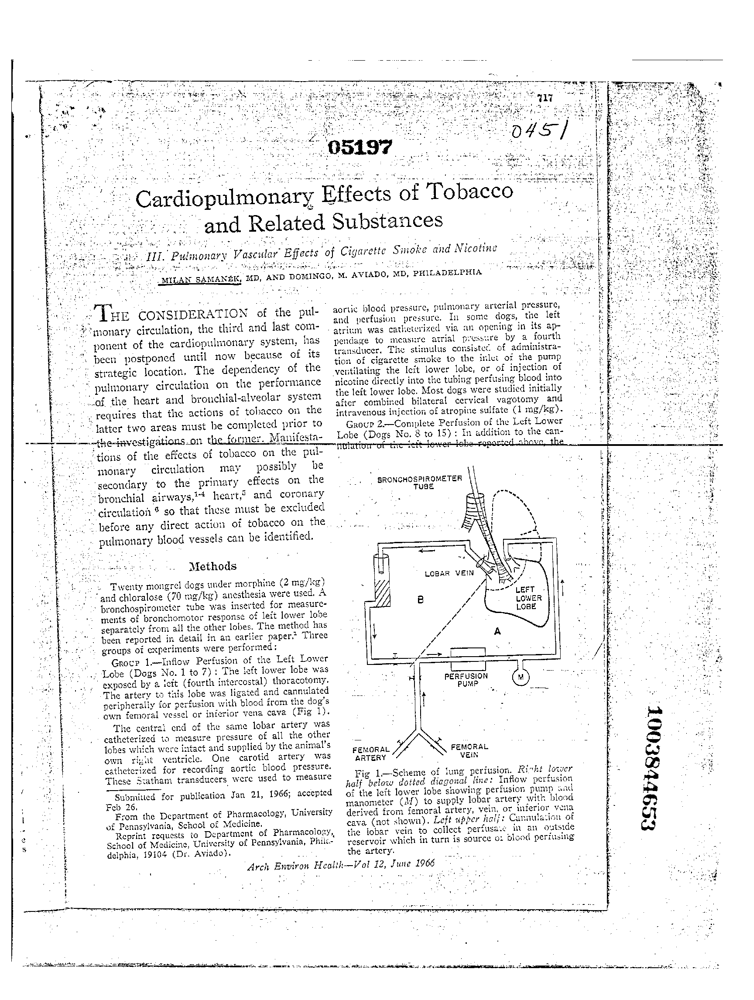 717
0451
05197
Cardiopulmonary Effects of Tobacco
and Related Substances
III. Pulmonary Vascular Effects of Cigarette Smoke and Nicotine
MILAN SAMANEK, MD, AND DOMINGO, M. AVIADO, MD, PHILADELPHIA
THE CONSIDERATION of the pul-
monary circulation, the third and last com-
ponent of the cardiopulmonary system, has
been postponed until now because of its
strategic location. The dependency of the
pulmonary circulation on the performance
of the heart and bronchial-alveolar system
requires that the actions of tobacco on the
latter two areas must be completed prior to
the investigations on the former. Manifesta-
tions of the effects of tobacco on the pul-
monary circulation may possibly be
secondary to the primary effects on the
bronchial airways,1-4 heart,5 and coronary
circulation 6 so that these must be excluded
before any direct action of tobacco on the
pulmonary blood vessels can be identified.
Methods
Twenty mongrel dogs under morphine (2 mg/kg)
and chloralose (70 mg/kg) anesthesia were used. A
bronchospirometer tube was inserted for measure-
ments of bronchomotor response of left lower lobe
separately from all the other lobes. The method has
been reported in detail in an earlier paper.1 Three
groups of experiments were performed:
GROUP 1.—Inflow Perfusion of the Left Lower
Lobe (Dogs No. 1 to 7): The left lower lobe was
exposed by a left (fourth intercostal) thoracotomy.
The artery to this lobe was ligated and cannulated
peripherally for perfusion with blood from the dog's
own femoral vessel or inferior vena cava (Fig 1).
The central end of the same lobar artery was
catheterized to measure pressure of all the other
lobes which were intact and supplied by the animal's
own right ventricle. One carotid artery was
catheterized for recording aortic blood pressure.
These Statham transducers were used to measure
Submitted for publication Jan 21, 1966; accepted
Feb 26.
From the Department of Pharmacology, University
of Pennsylvania, School of Medicine.
Reprint requests to Department of Pharmacology,
School of Medicine, University of Pennsylvania, Phila-
delphia, 19104 (Dr. Aviado).
aortic blood pressure, pulmonary arterial pressure,
and perfusion pressure. In some dogs, the left
atrium was catheterized via an opening in its ap-
pendage to measure atrial pressure by a fourth
transducer. The stimulus consisted of administra-
tion of cigarette smoke to the inlet of the pump
ventilating the left lower lobe, or of injection of
nicotine directly into the tubing perfusing blood into
the left lower lobe. Most dogs were studied initially
after combined bilateral cervical vagotomy and
intravenous injection of atropine sulfate (1 mg/kg).
GROUP 2.—Complete Perfusion of the Left Lower
Lobe (Dogs No. 8 to 15): In addition to the can-
nulation of the left lower lobe reported above, the
BRONCHOSPIROMETER
TUBE
LOBAR VEIN
LEFT
LOWER
LOBE
B
A
PERFUSION
PUMP
M
FEMORAL
ARTERY
FEMORAL
VEIN
Fig 1.—Scheme of lung perfusion. Right lower
half below dotted diagonal line: Inflow perfusion
of the left lower lobe showing perfusion pump and
manometer (M) to supply lobar artery with blood
derived from femoral artery, vein, or inferior vena
cava (not shown). Left upper half: Cannulation of
the lobar vein to collect perfusate in an outside
reservoir which in turn is source of blood perfusing
the artery.
Arch Environ Health—Vol 12, June 1966
1003844653